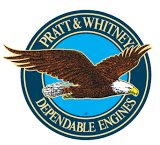 PRATT & WHITNEY
DEPENDABLE ENGINES